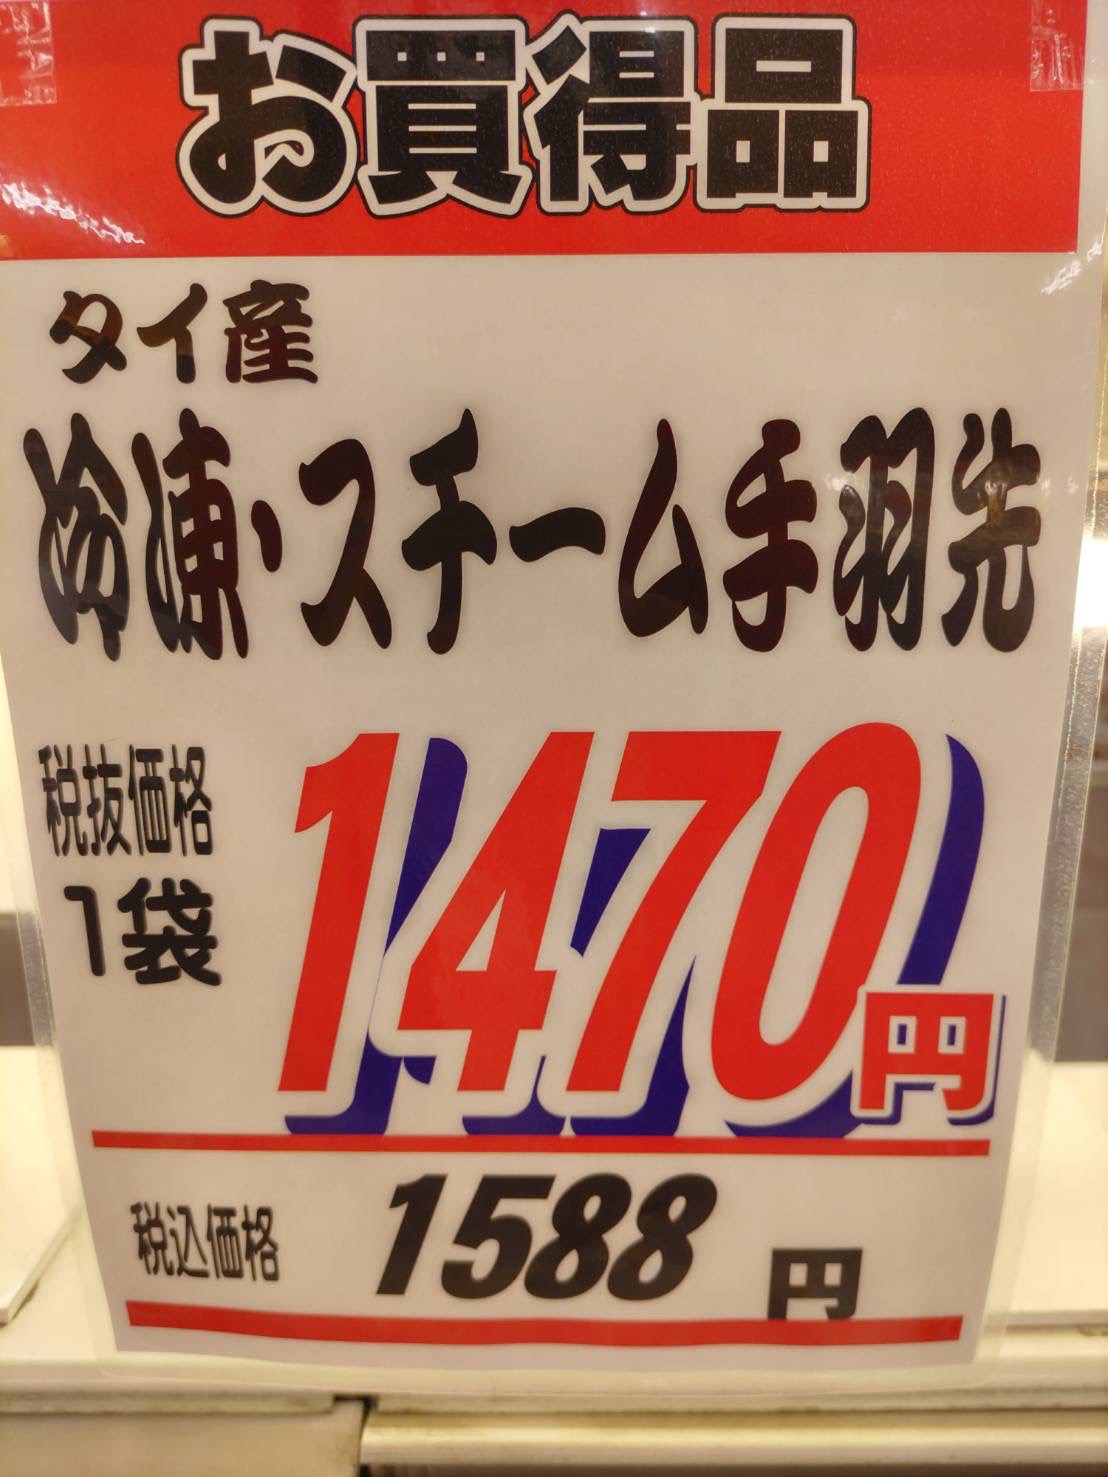 お買得品
タイ産
冷凍・スチーム手羽先
税抜価格
1袋
1470円
税込価格 1588円